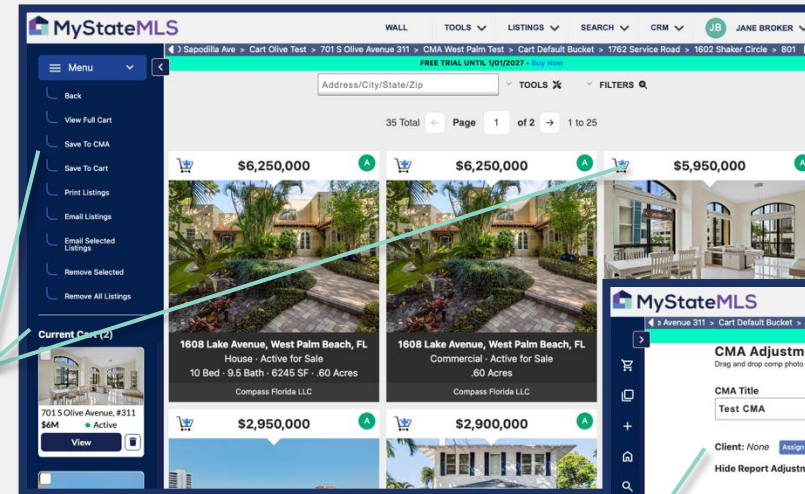 MyStateMLS
WALL TOOLS LISTINGS SEARCH CRM JB JANE BROKER
Sapodilla Ave > Cart Olive Test > 701 S Olive Avenue 311 > CMA West Palm Test > Cart Default Bucket > 1762 Service Road > 1602 Shaker Circle > 801
FREE TRIAL UNTIL 1/01/2027 - Buy Now
Menu
Back
View Full Cart
Save To CMA
Save To Cart
Print Listings
Email Listings
Email Selected
Listings
Remove Selected
Remove All Listings
Current Cart (2)
701 S Olive Avenue, #311
$6M Active
View
Address/City/State/Zip TOOLS FILTERS
35 Total Page 1 of 2 1 to 25
$6,250,000 A
1608 Lake Avenue, West Palm Beach, FL
House · Active for Sale
10 Bed · 9.5 Bath · 6245 SF · .60 Acres
Compass Florida LLC
$6,250,000 A
1608 Lake Avenue, West Palm Beach, FL
Commercial · Active for Sale
.60 Acres
Compass Florida LLC
$5,950,000 A
$2,950,000 A
$2,900,000 A
MyStateMLS
Avenue 311 > Cart Default Bucket >
CMA Adjustm
Drag and drop comp photo
CMA Title
Test CMA
Client: None Assign
Hide Report Adjustm